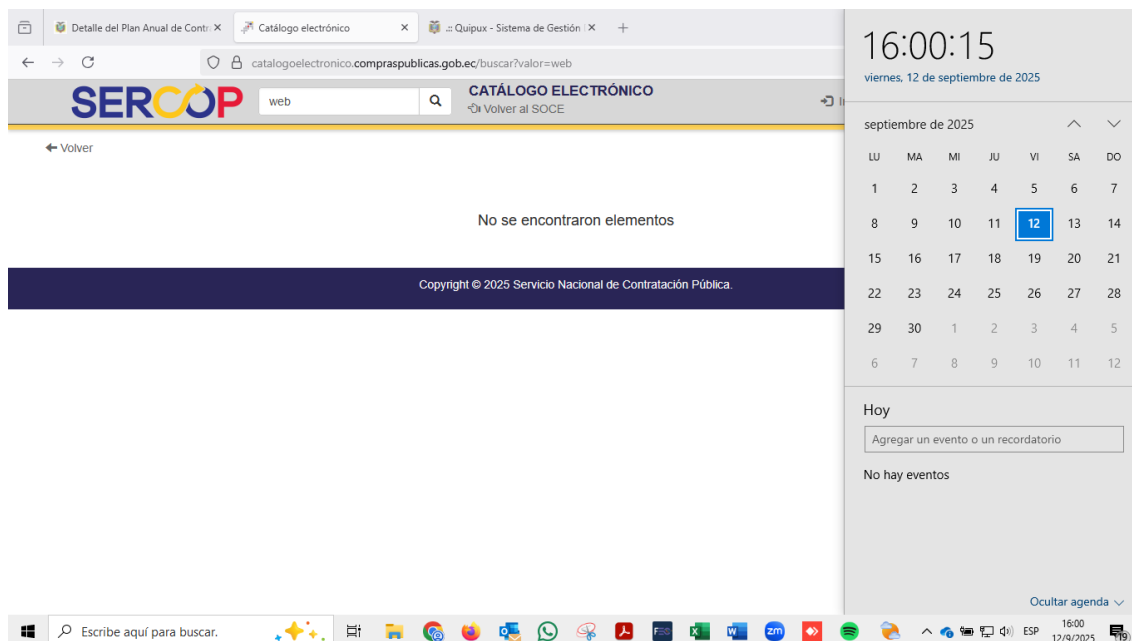 Detalle del Plan Anual de Contr
Catálogo electrónico
.:: Quipux - Sistema de Gestión
catalogoelectronico.compraspublicas.gob.ec/buscar?valor=web
SERCOP
web
CATÁLOGO ELECTRÓNICO
Volver al SOCE
Volver
No se encontraron elementos
Copyright © 2025 Servicio Nacional de Contratación Pública.
16:00:15
viernes, 12 de septiembre de 2025
septiembre de 2025
LU MA MI JU VI SA DO
1 2 3 4 5 6 7
8 9 10 11 12 13 14
15 16 17 18 19 20 21
22 23 24 25 26 27 28
29 30 1 2 3 4 5
6 7 8 9 10 11 12
Hoy
Agregar un evento o un recordatorio
No hay eventos
Ocultar agenda
Escribe aquí para buscar.
zm
ESP
16:00
12/9/2025